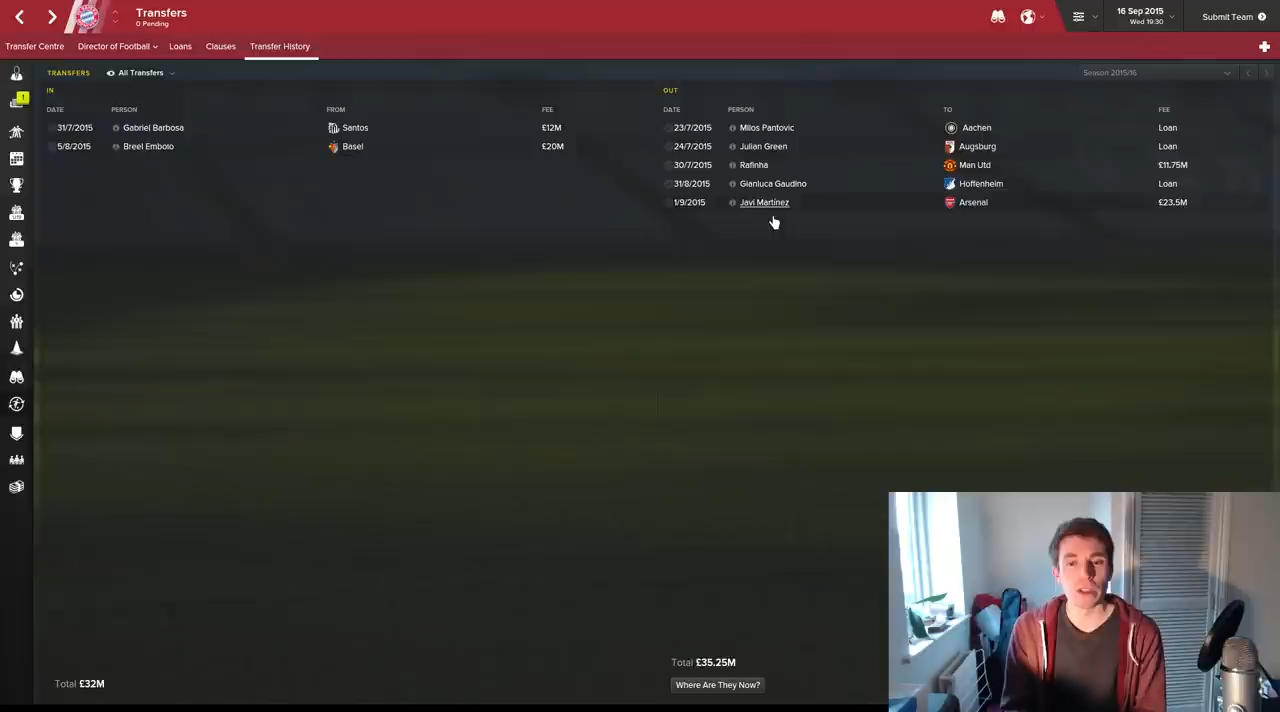 Transfers
0 Pending
16 Sep 2015
Wed 19:30
Submit Team
Transfer Centre Director of Football Loans Clauses Transfer History
TRANSFERS All Transfers Season 2015/16
IN
DATE PERSON FROM FEE
31/7/2015 Gabriel Barbosa Santos £12M
5/8/2015 Breel Embolo Basel £20M
Total £32M
OUT
DATE PERSON TO FEE
23/7/2015 Milos Pantovic Aachen Loan
24/7/2015 Julian Green Augsburg Loan
30/7/2015 Rafinha Man Utd £11.75M
31/8/2015 Gianluca Gaudino Hoffenheim Loan
1/9/2015 Javi Martínez Arsenal £23.5M
Total £35.25M
Where Are They Now?